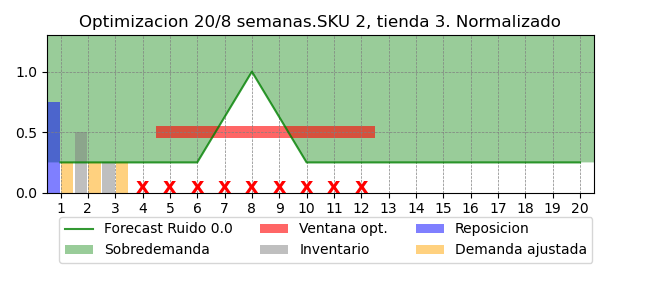 Optimizacion 20/8 semanas.SKU 2, tienda 3. Normalizado
1.0
0.5
0.0
X X X X X X X X X
1 2 3 4 5 6 7 8 9 10 11 12 13 14 15 16 17 18 19 20
Forecast Ruido 0.0 Ventana opt. Reposicion
Sobredemanda Inventario Demanda ajustada